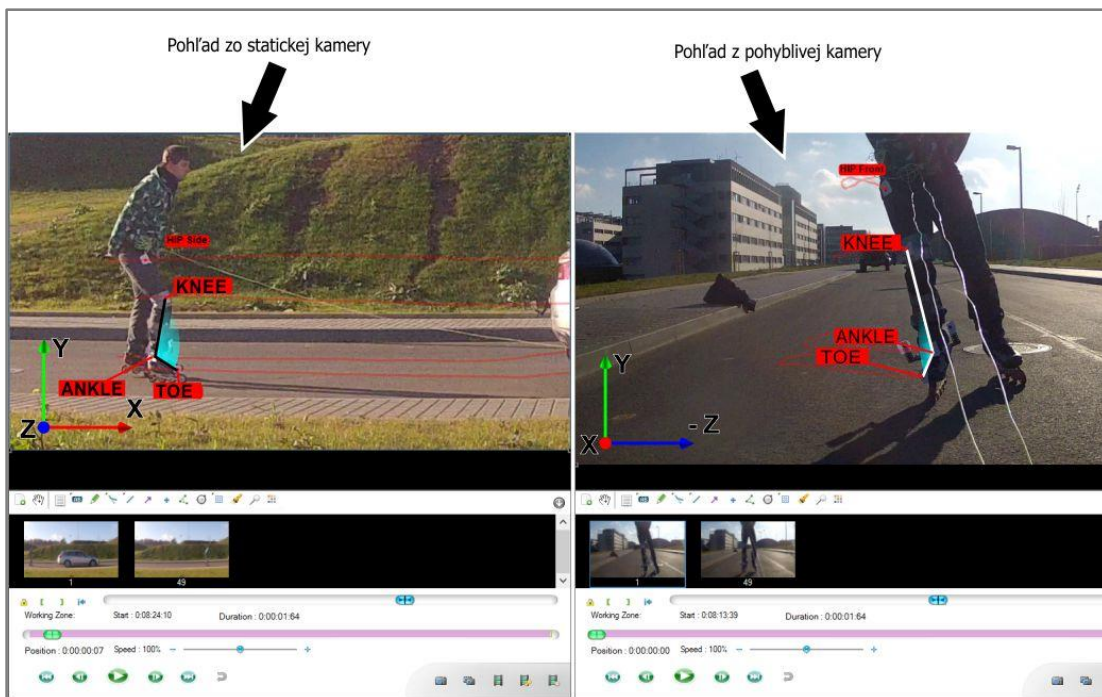 Pohľad zo statickej kamery
Pohľad z pohyblivej kamery
HIP Side
KNEE
ANKLE
TOE
Y
X
Z
HIP Front
KNEE
ANKLE
TOE
Y
- Z
X
1
49
Working Zone: Start : 0:08:24:10 Duration : 0:00:01:64
Position : 0:00:00:07 Speed : 100%
1
49
Working Zone: Start : 0:08:13:39 Duration : 0:00:01:64
Position : 0:00:00:00 Speed : 100%